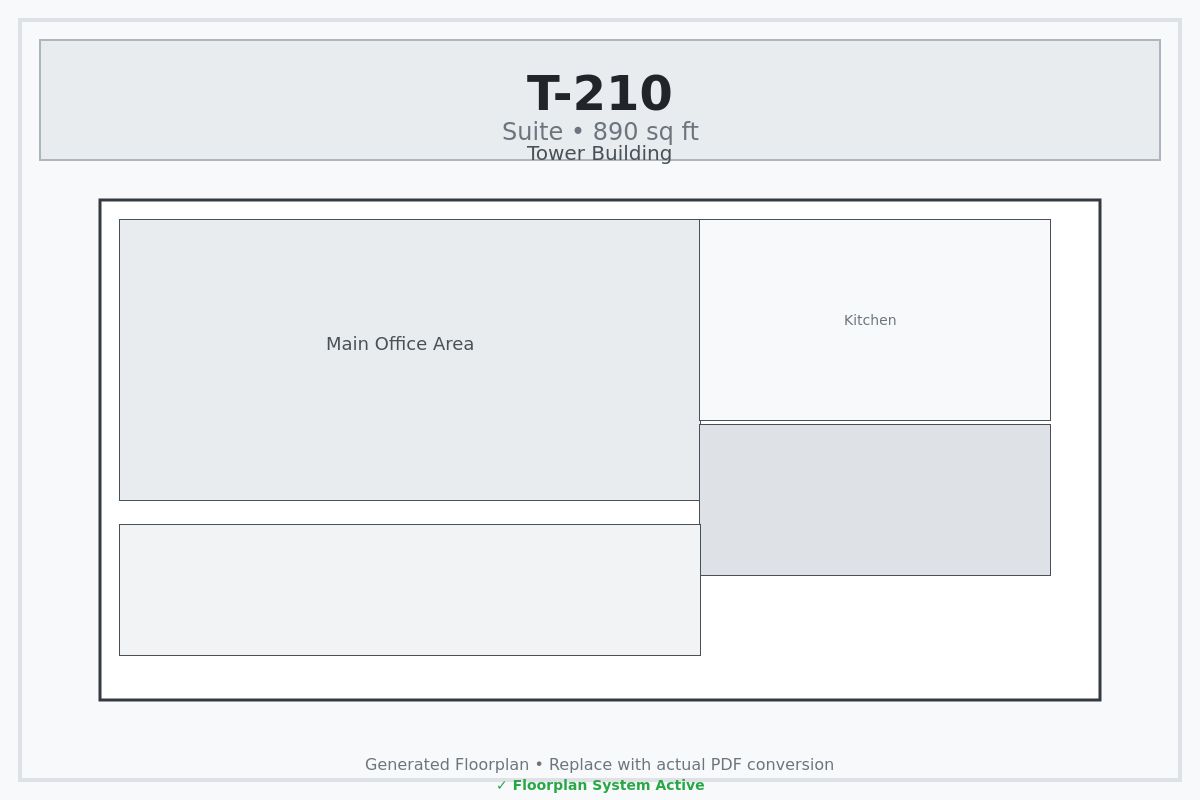 T-210
Suite • 890 sq ft
Tower Building
Main Office Area
Kitchen
Generated Floorplan • Replace with actual PDF conversion
✓ Floorplan System Active